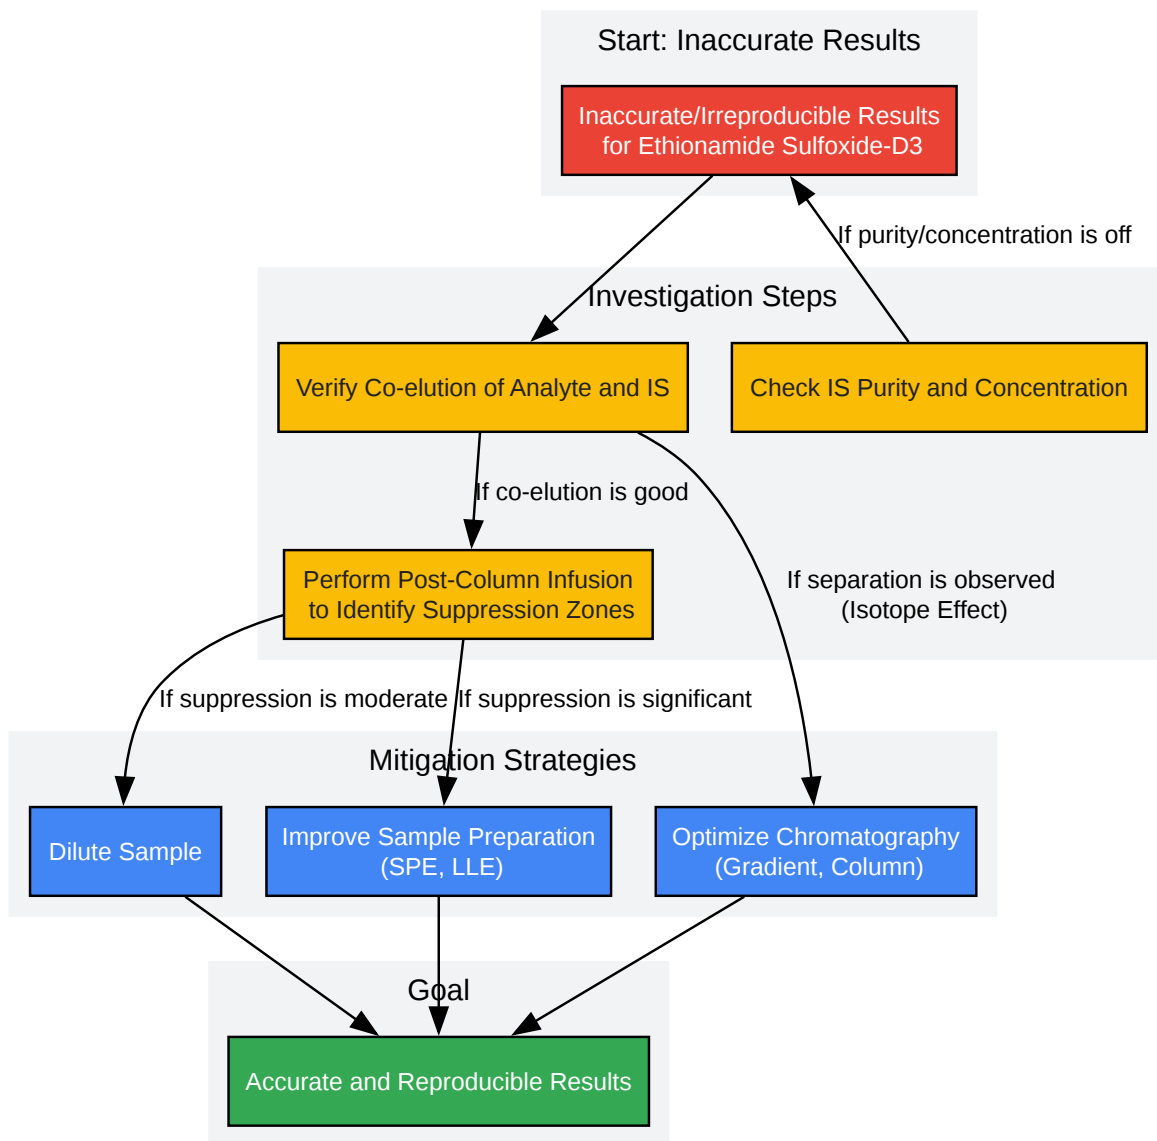 Start: Inaccurate Results
Inaccurate/Irreproducible Results
for Ethionamide Sulfoxide-D3
If purity/concentration is off
Investigation Steps
Verify Co-elution of Analyte and IS
Check IS Purity and Concentration
If co-elution is good
Perform Post-Column Infusion
to Identify Suppression Zones
If separation is observed
(Isotope Effect)
If suppression is moderate
If suppression is significant
Mitigation Strategies
Dilute Sample
Improve Sample Preparation
(SPE, LLE)
Optimize Chromatography
(Gradient, Column)
Goal
Accurate and Reproducible Results